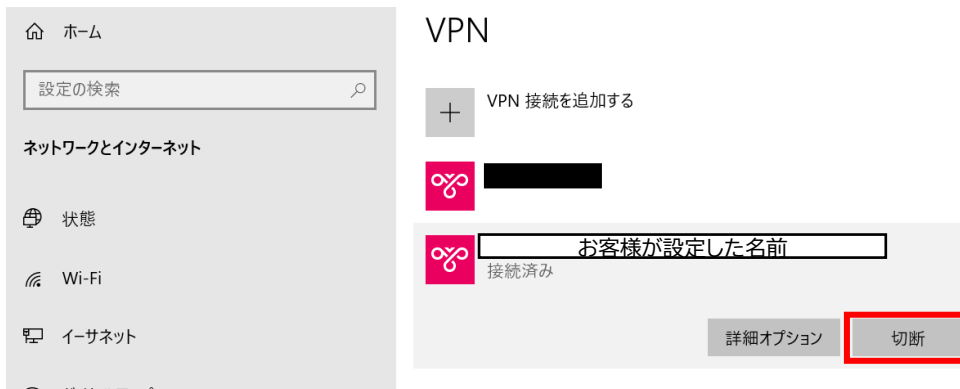 ホーム
設定の検索
ネットワークとインターネット
状態
Wi-Fi
イーサネット
VPN
VPN 接続を追加する
お客様が設定した名前
接続済み
詳細オプション
切断